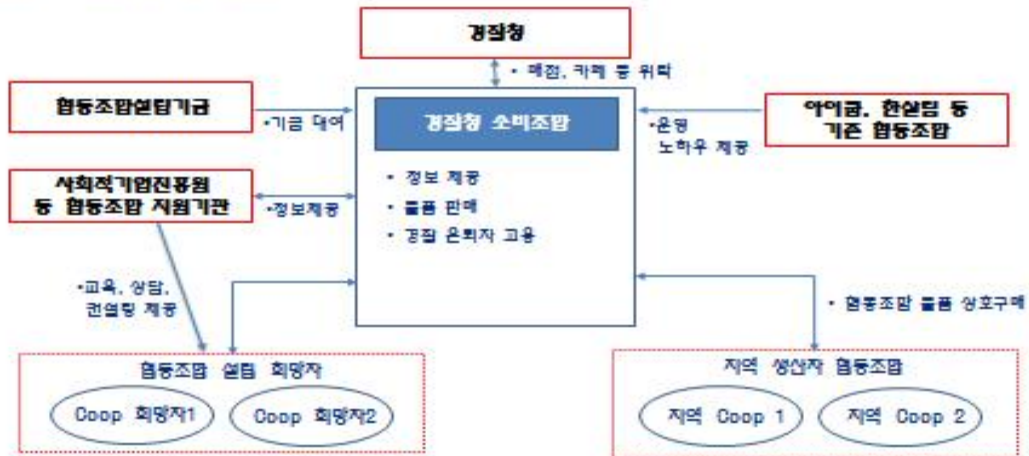 경찰청
• 매점, 카페 등 위탁
협동조합설립기금
•기금 대여
경찰청 소비조합
아이쿱, 한살림 등
기존 협동조합
•운영
노하우 제공
• 정보 제공
• 물품 판매
• 경찰 은퇴자 고용
사회적기업진흥원
등 협동조합 지원기관
•정보제공
•교육, 상담,
컨설팅 제공
• 협동조합 물품 상호구매
협동조합 설립 희망자
Coop 희망자1
Coop 희망자2
지역 생산자 협동조합
지역 Coop 1
지역 Coop 2